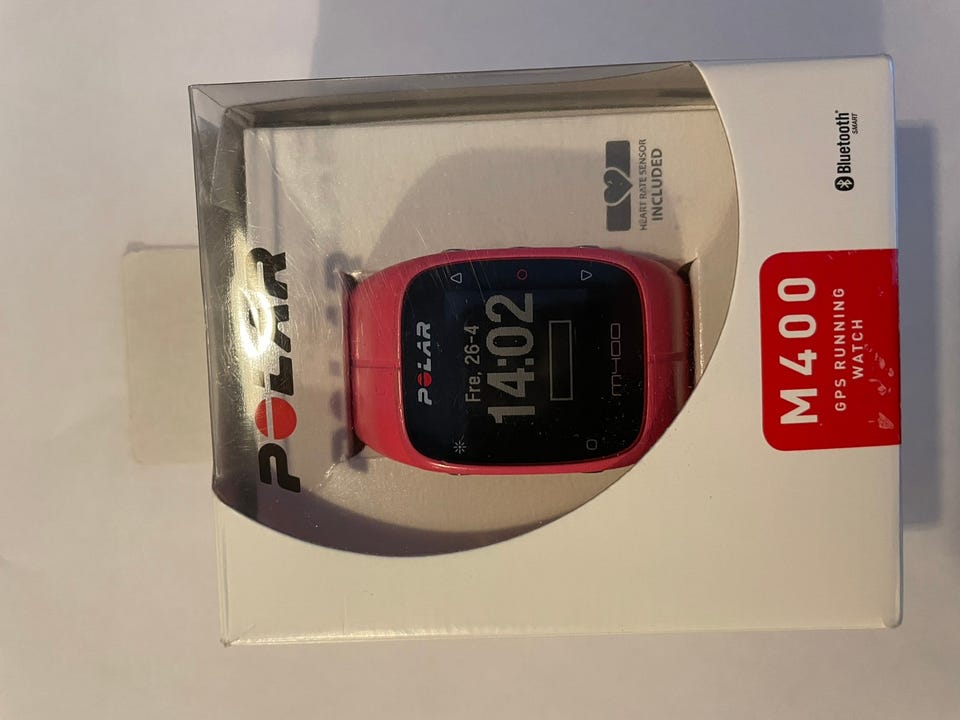 POLAR
HEART RATE SENSOR
INCLUDED
POLAR
Fre, 26-4
14:02
M400
M400
GPS RUNNING
WATCH
Bluetooth®
SMART